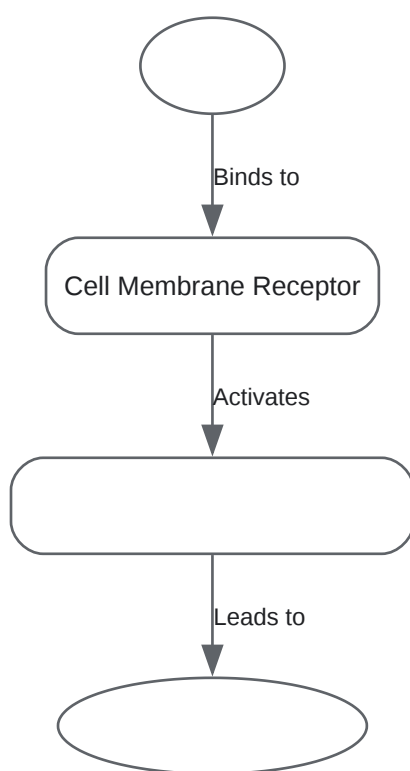 Binds to
Cell Membrane Receptor
Activates
Leads to